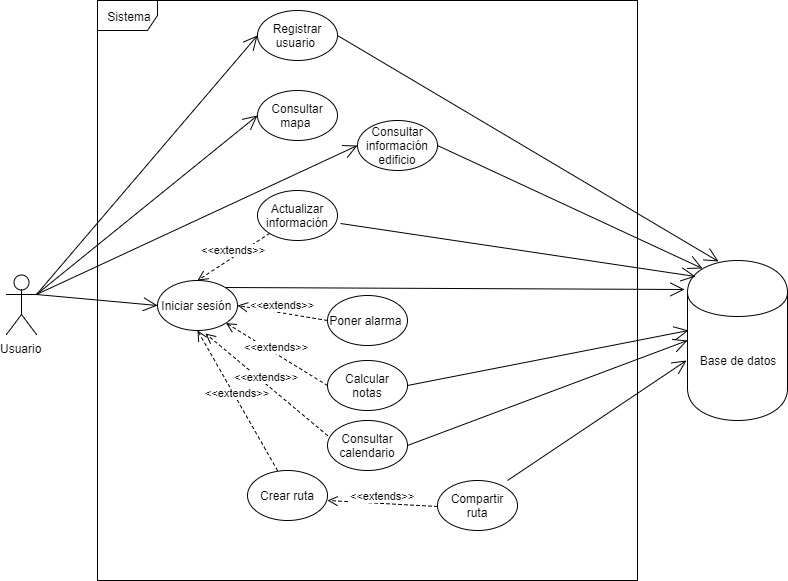 Sistema
Registrar
usuario
Consultar
mapa
Consultar
información
edificio
Actualizar
información
<<extends>>
Iniciar sesión
<<extends>>
Poner alarma
Usuario
<<extends>>
Base de datos
Calcular
notas
<<extends>>
<<extends>>
Consultar
calendario
Crear ruta
<<extends>>
Compartir
ruta